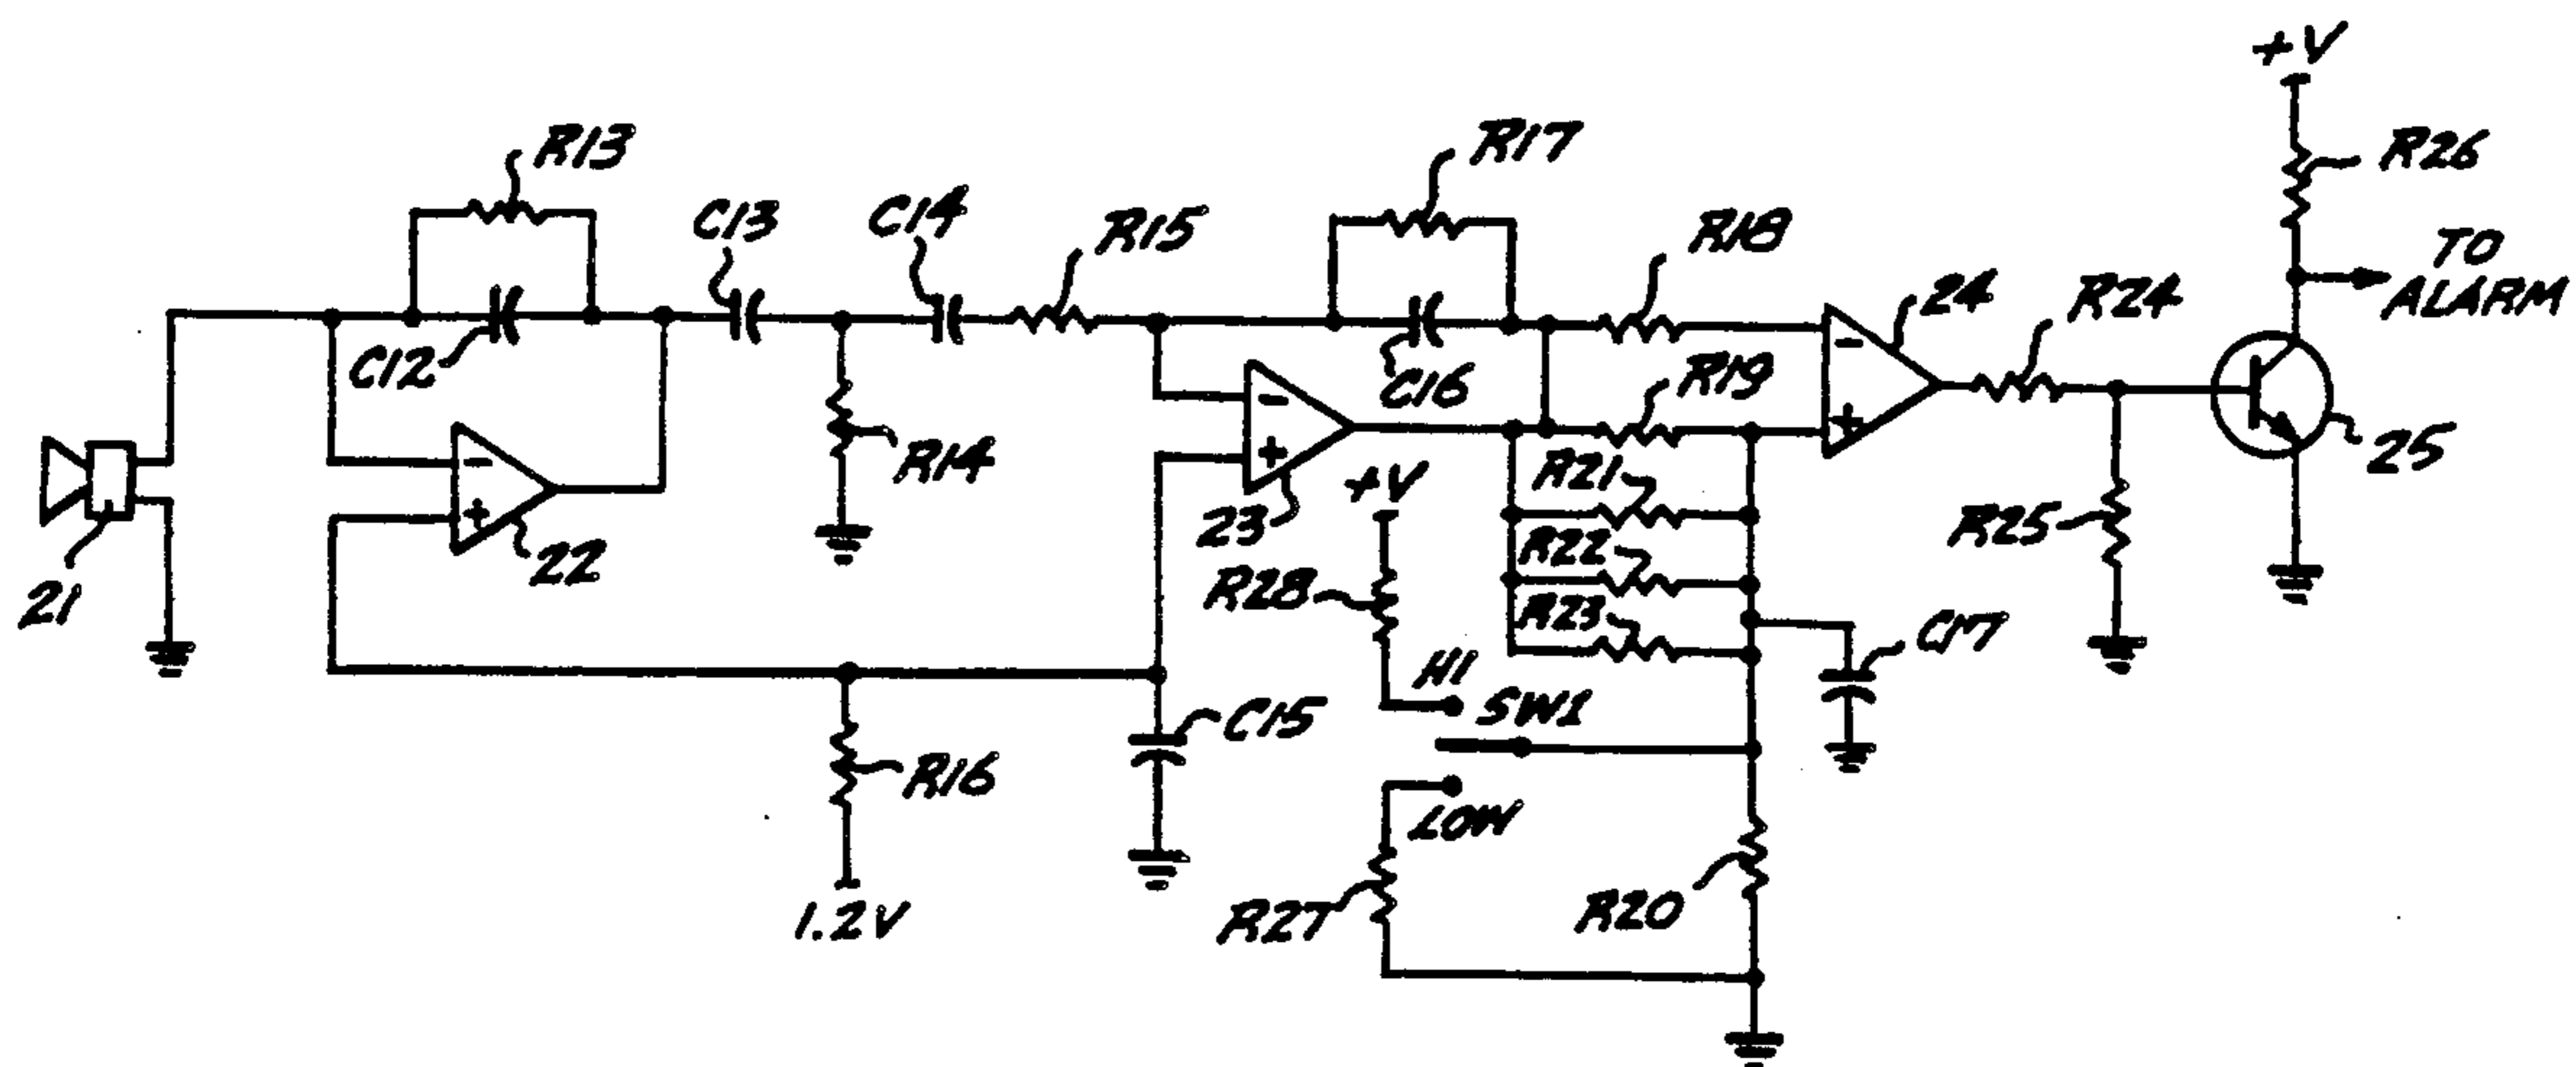 +V
R13
R17
R26
C13
C14
R15
R18
TO
ALARM
24
R24
C12
C16
R19
R14
+V
R21
25
22
23
R22
R25
21
R28
R23
C17
HI
SW1
C15
R16
LOW
R27
R20
1.2V